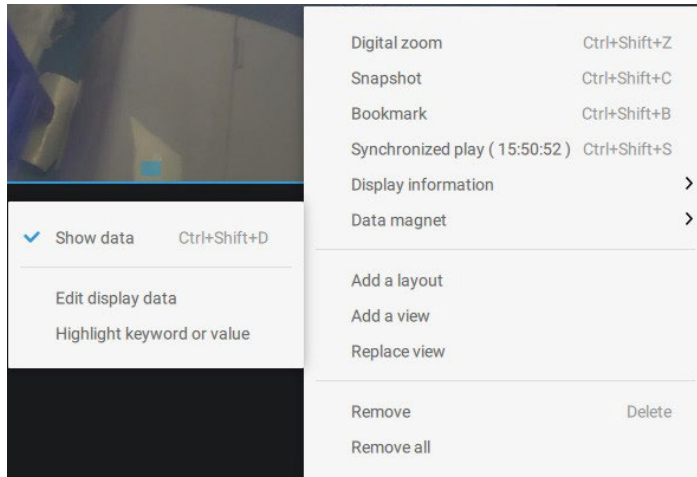 Digital zoom Ctrl+Shift+Z
Snapshot Ctrl+Shift+C
Bookmark Ctrl+Shift+B
Synchronized play ( 15:50:52 ) Ctrl+Shift+S
Display information
Data magnet
Show data Ctrl+Shift+D
Edit display data
Highlight keyword or value
Add a layout
Add a view
Replace view
Remove Delete
Remove all